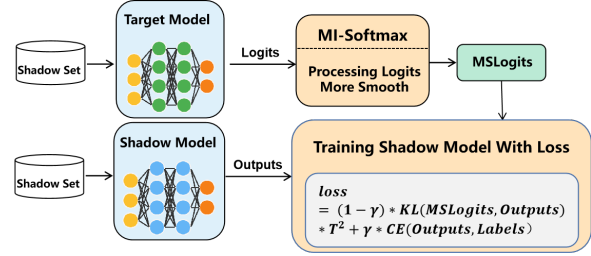 Target Model
Shadow Set
Logits
MI-Softmax
Processing Logits
More Smooth
MSLogits
Shadow Model
Shadow Set
Outputs
Training Shadow Model With Loss
loss
= (1 − γ) * KL(MSLogits, Outputs)
* T² + γ * CE(Outputs, Labels)